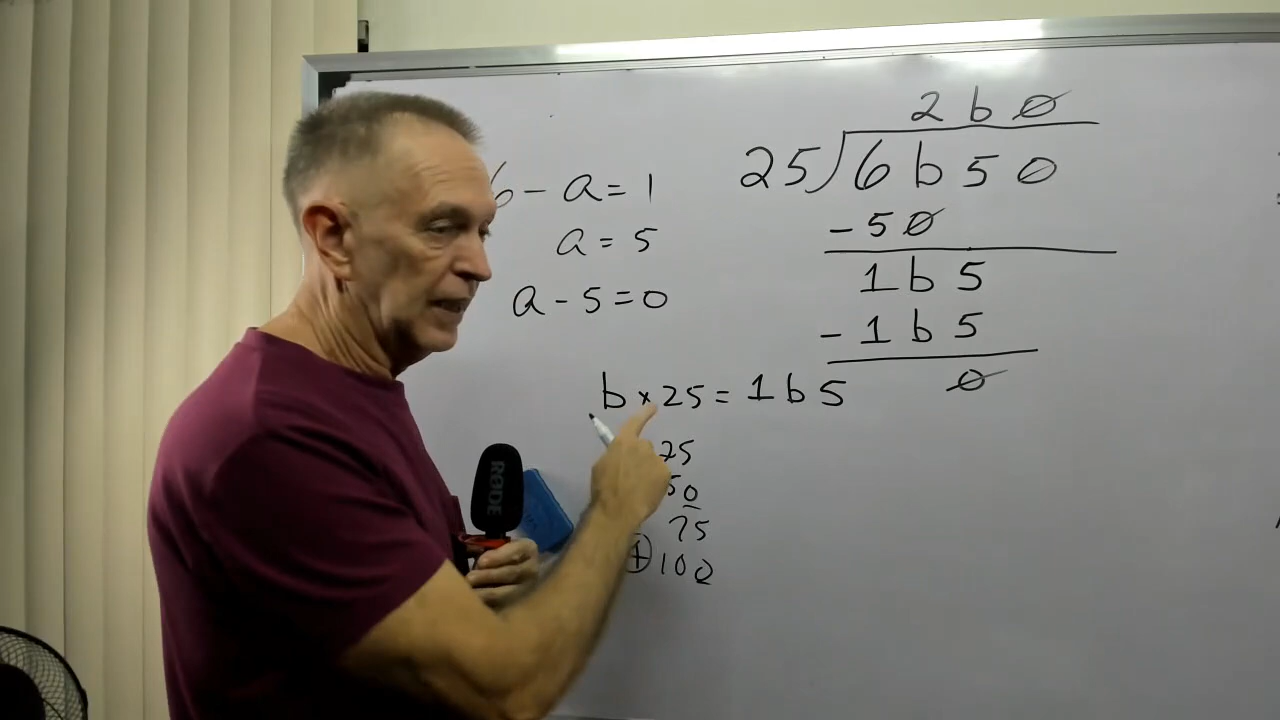 6 - a = 1
a = 5
a - 5 = 0
2 b 0
25) 6 b 5 0
- 5 0
1 b 5
- 1 b 5
0
b × 25 = 1 b 5
25
50
75
+ 100
RØDE